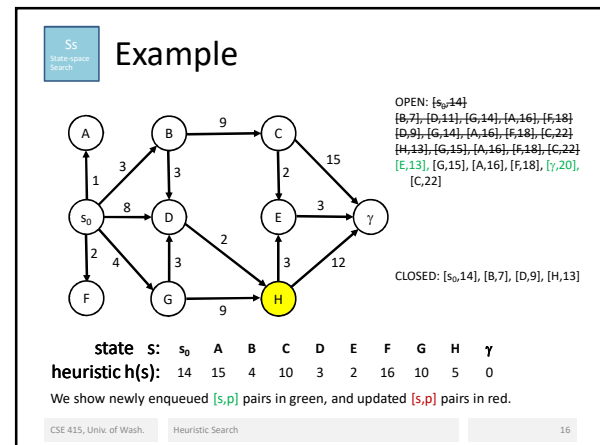 Ss
State-space
Search
Example
OPEN: [s₀,14]
[B,7], [D,11], [G,14], [A,16], [F,18]
[D,9], [G,14], [A,16], [F,18], [C,22]
[H,13], [G,15], [A,16], [F,18], [C,22]
[E,13], [G,15], [A,16], [F,18], [γ,20],
[C,22]
A
B
9
C
15
3
3
2
1
s₀
8
D
E
3
γ
2
2
4
3
3
12
F
G
9
H
CLOSED: [s₀,14], [B,7], [D,9], [H,13]
state s: s₀ A B C D E F G H γ
heuristic h(s): 14 15 4 10 3 2 16 10 5 0
We show newly enqueued [s,p] pairs in green, and updated [s,p] pairs in red.
CSE 415, Univ. of Wash.
Heuristic Search
16